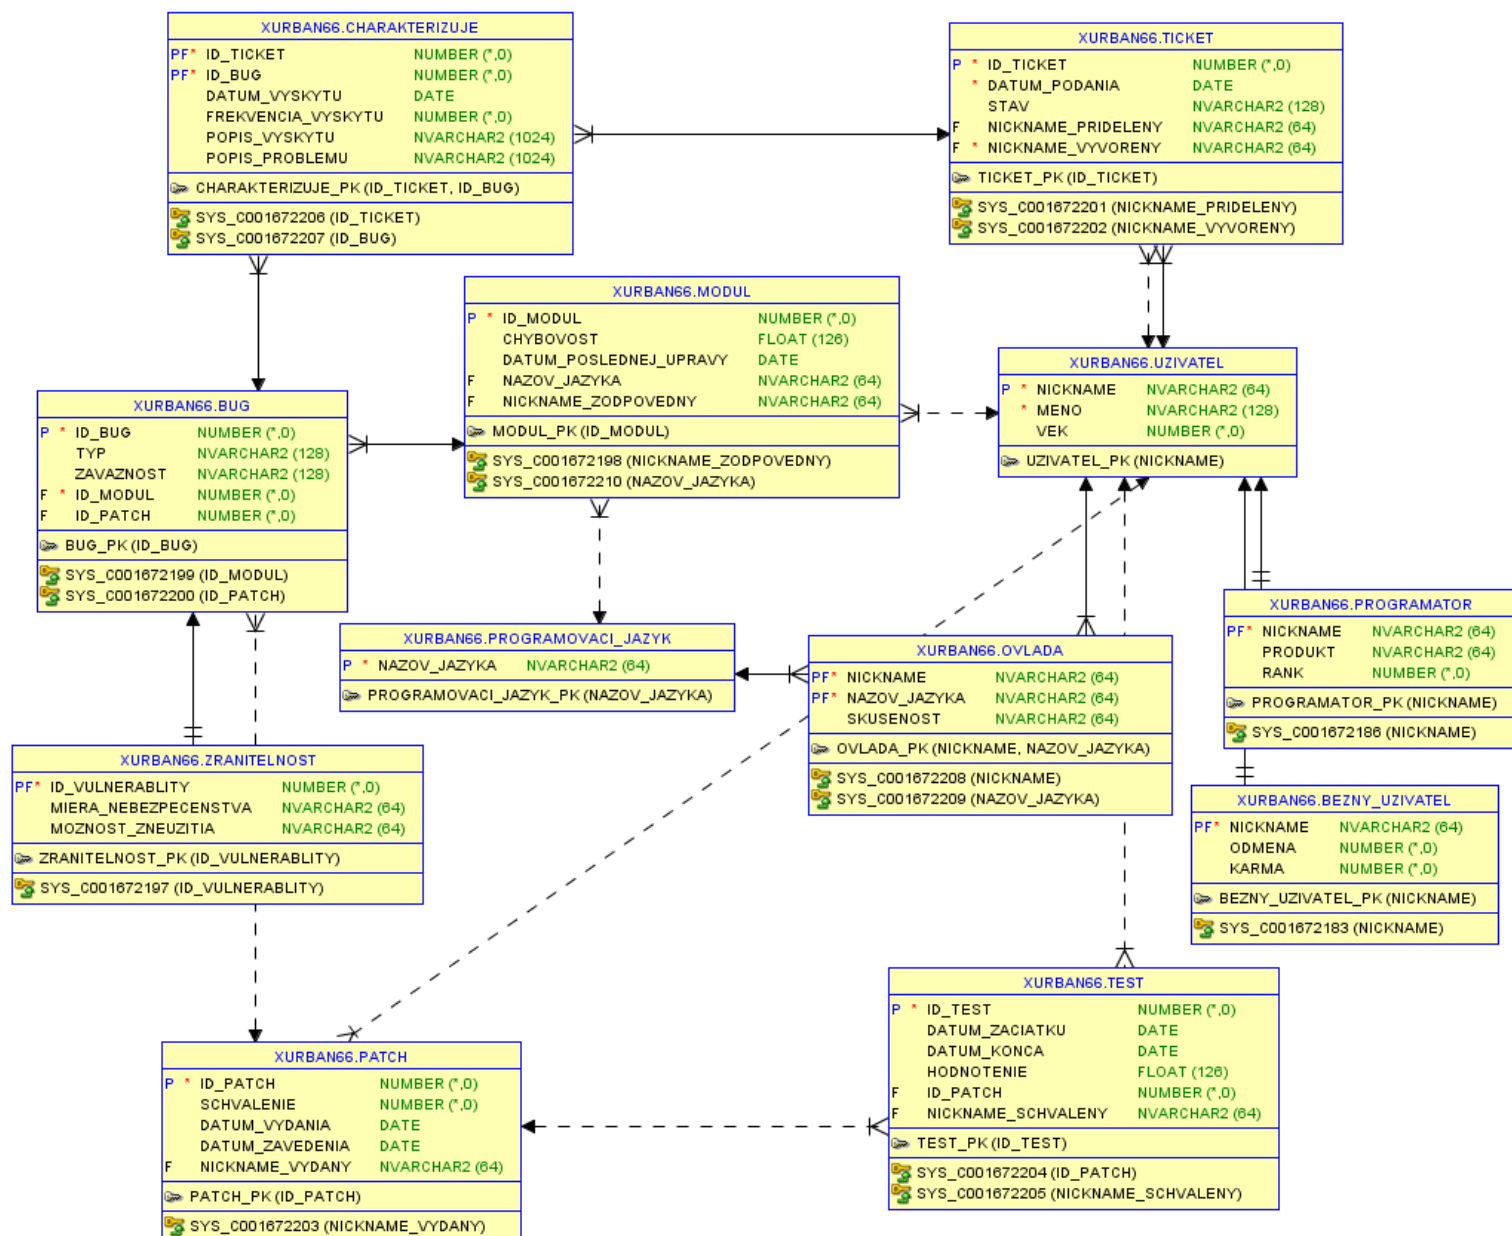 XURBAN66.CHARAKTERIZUJE
PF* ID_TICKET NUMBER (*,0)
PF* ID_BUG NUMBER (*,0)
DATUM_VYSKYTU DATE
FREKVENCIA_VYSKYTU NUMBER (*,0)
POPIS_VYSKYTU NVARCHAR2 (1024)
POPIS_PROBLEMU NVARCHAR2 (1024)
CHARAKTERIZUJE_PK (ID_TICKET, ID_BUG)
SYS_C001672206 (ID_TICKET)
SYS_C001672207 (ID_BUG)
XURBAN66.TICKET
P * ID_TICKET NUMBER (*,0)
* DATUM_PODANIA DATE
STAV NVARCHAR2 (128)
F NICKNAME_PRIDELENY NVARCHAR2 (64)
F * NICKNAME_VYVORENY NVARCHAR2 (64)
TICKET_PK (ID_TICKET)
SYS_C001672201 (NICKNAME_PRIDELENY)
SYS_C001672202 (NICKNAME_VYVORENY)
XURBAN66.MODUL
P * ID_MODUL NUMBER (*,0)
CHYBOVOST FLOAT (126)
DATUM_POSLEDNEJ_UPRAVY DATE
F NAZOV_JAZYKA NVARCHAR2 (64)
F NICKNAME_ZODPOVEDNY NVARCHAR2 (64)
MODUL_PK (ID_MODUL)
SYS_C001672198 (NICKNAME_ZODPOVEDNY)
SYS_C001672210 (NAZOV_JAZYKA)
XURBAN66.UZIVATEL
P * NICKNAME NVARCHAR2 (64)
* MENO NVARCHAR2 (128)
VEK NUMBER (*,0)
UZIVATEL_PK (NICKNAME)
XURBAN66.BUG
P * ID_BUG NUMBER (*,0)
TYP NVARCHAR2 (128)
ZAVAZNOST NVARCHAR2 (128)
F * ID_MODUL NUMBER (*,0)
F ID_PATCH NUMBER (*,0)
BUG_PK (ID_BUG)
SYS_C001672199 (ID_MODUL)
SYS_C001672200 (ID_PATCH)
XURBAN66.PROGRAMOVACI_JAZYK
P * NAZOV_JAZYKA NVARCHAR2 (64)
PROGRAMOVACI_JAZYK_PK (NAZOV_JAZYKA)
XURBAN66.OVLADA
PF* NICKNAME NVARCHAR2 (64)
PF* NAZOV_JAZYKA NVARCHAR2 (64)
SKUSENOST NVARCHAR2 (64)
OVLADA_PK (NICKNAME, NAZOV_JAZYKA)
SYS_C001672208 (NICKNAME)
SYS_C001672209 (NAZOV_JAZYKA)
XURBAN66.PROGRAMATOR
PF* NICKNAME NVARCHAR2 (64)
PRODUKT NVARCHAR2 (64)
RANK NUMBER (*,0)
PROGRAMATOR_PK (NICKNAME)
SYS_C001672186 (NICKNAME)
XURBAN66.ZRANITELNOST
PF* ID_VULNERABLITY NUMBER (*,0)
MIERA_NEBEZPECENSTVA NVARCHAR2 (64)
MOZNOST_ZNEUZITIA NVARCHAR2 (64)
ZRANITELNOST_PK (ID_VULNERABLITY)
SYS_C001672197 (ID_VULNERABLITY)
XURBAN66.BEZNY_UZIVATEL
PF* NICKNAME NVARCHAR2 (64)
ODMENA NUMBER (*,0)
KARMA NUMBER (*,0)
BEZNY_UZIVATEL_PK (NICKNAME)
SYS_C001672183 (NICKNAME)
XURBAN66.TEST
P * ID_TEST NUMBER (*,0)
DATUM_ZACIATKU DATE
DATUM_KONCA DATE
HODNOTENIE FLOAT (126)
F ID_PATCH NUMBER (*,0)
F NICKNAME_SCHVALENY NVARCHAR2 (64)
TEST_PK (ID_TEST)
SYS_C001672204 (ID_PATCH)
SYS_C001672205 (NICKNAME_SCHVALENY)
XURBAN66.PATCH
P * ID_PATCH NUMBER (*,0)
SCHVALENIE NUMBER (*,0)
DATUM_VYDANIA DATE
DATUM_ZAVEDENIA DATE
F NICKNAME_VYDANY NVARCHAR2 (64)
PATCH_PK (ID_PATCH)
SYS_C001672203 (NICKNAME_VYDANY)